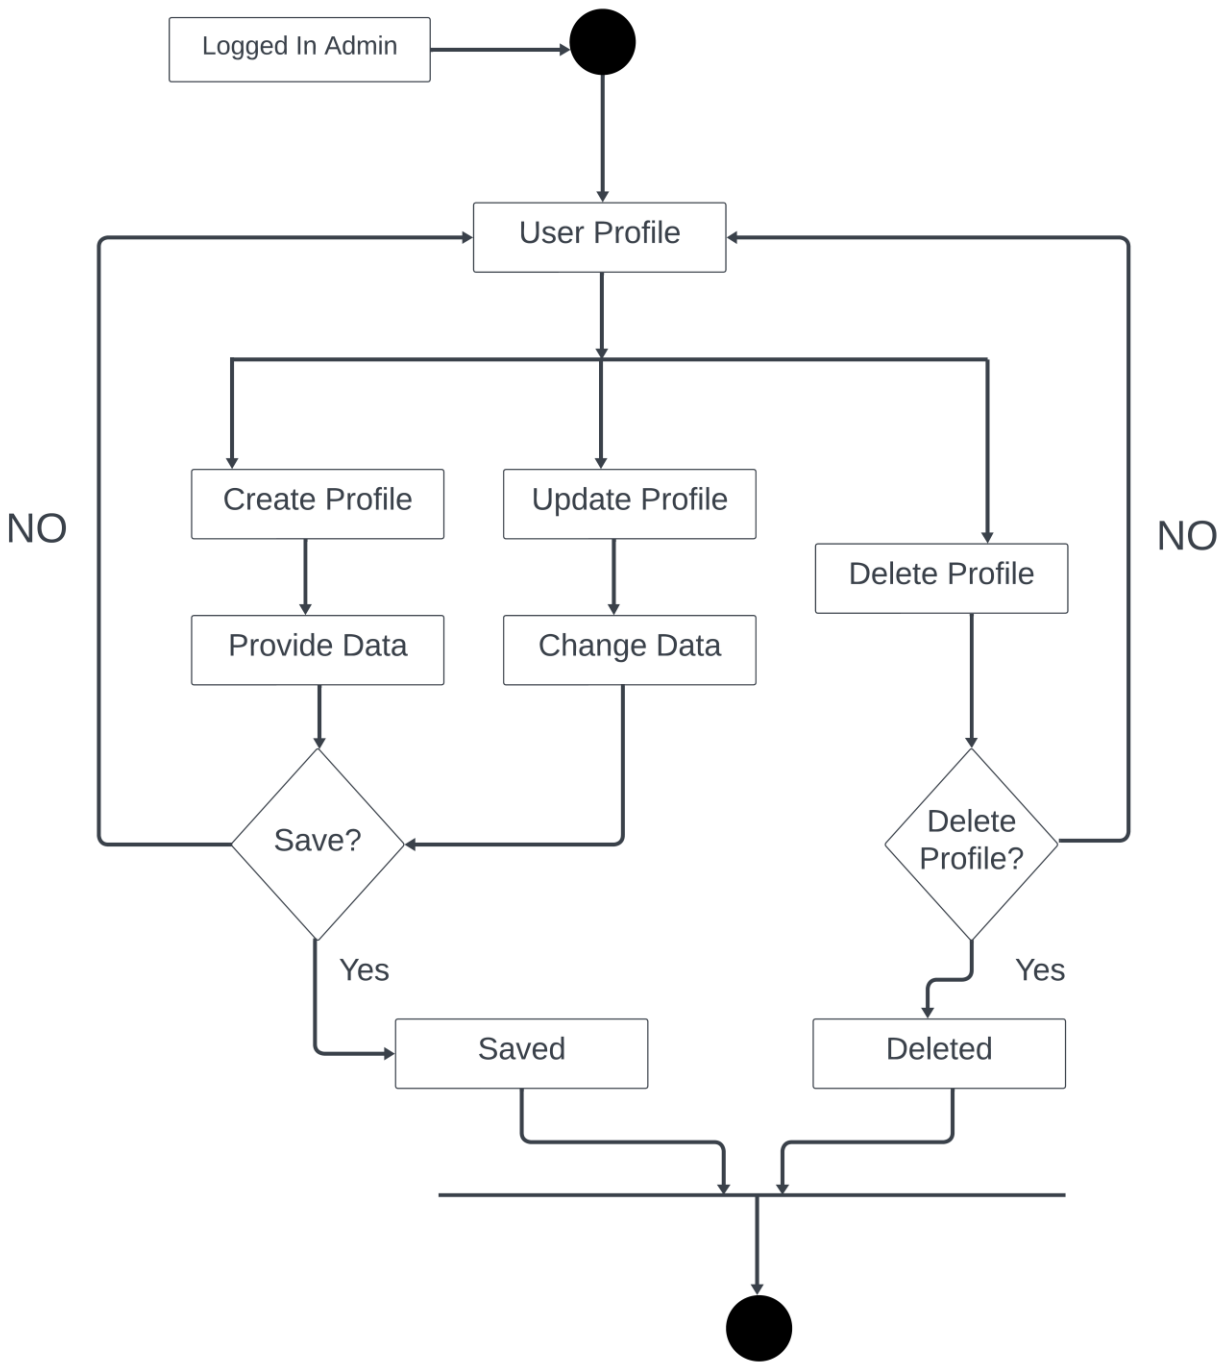 Logged In Admin
User Profile
Create Profile
Update Profile
NO
NO
Delete Profile
Provide Data
Change Data
Save?
Delete
Profile?
Yes
Yes
Saved
Deleted